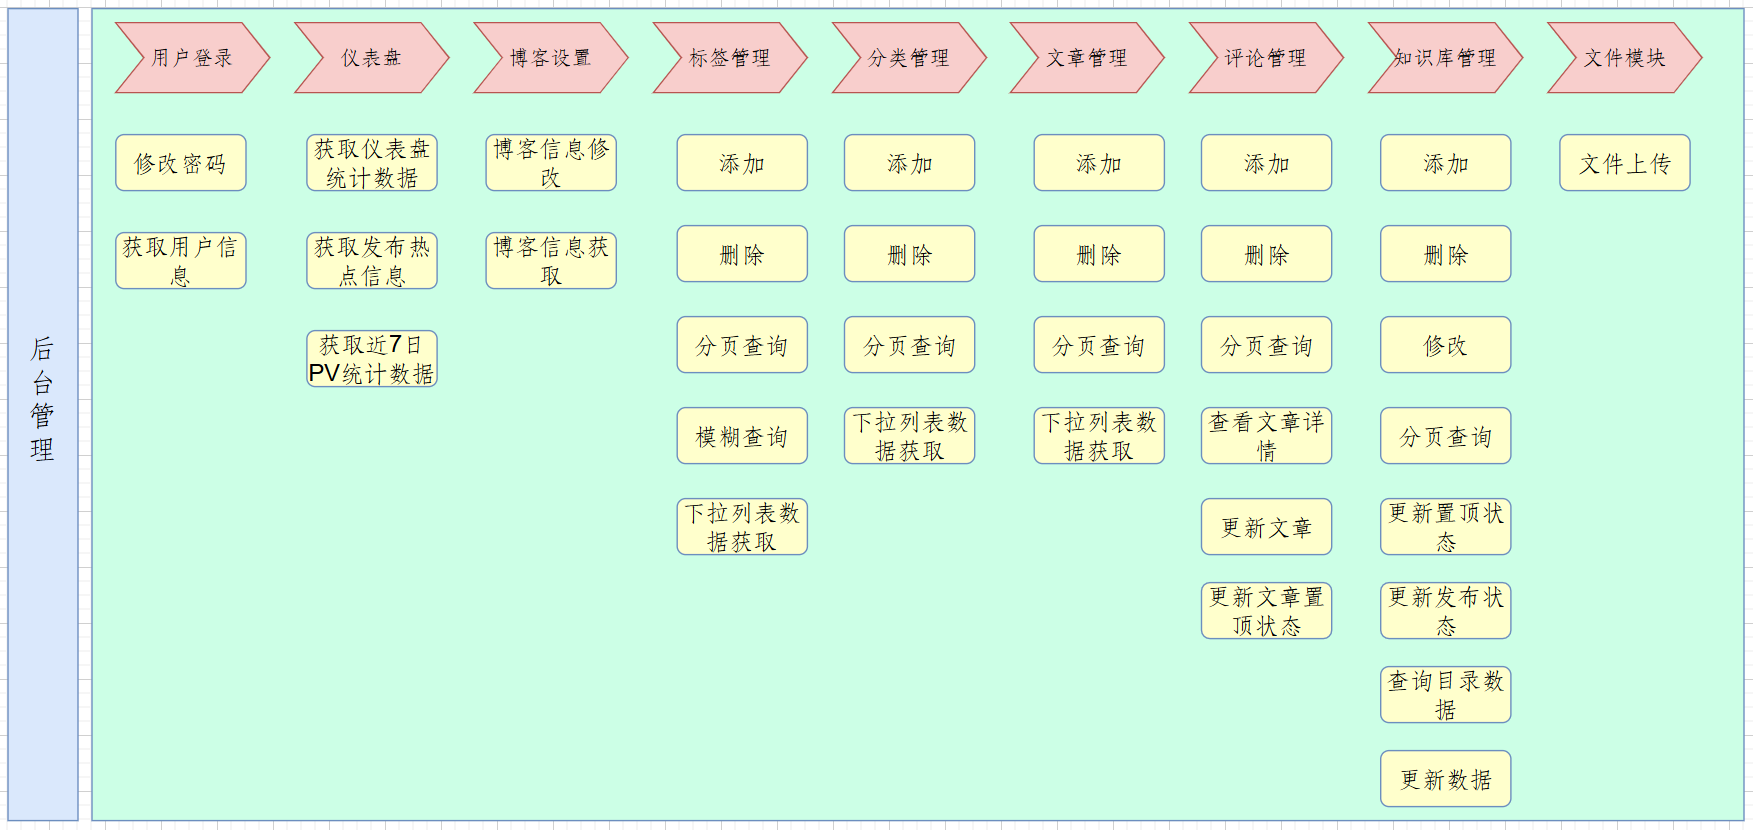 后
台
管
理
用户登录
仪表盘
博客设置
标签管理
分类管理
文章管理
评论管理
知识库管理
文件模块
修改密码
获取用户信
息
获取仪表盘
统计数据
获取发布热
点信息
获取近7日
PV统计数据
博客信息修
改
博客信息获
取
添加
删除
分页查询
模糊查询
下拉列表数
据获取
添加
删除
分页查询
下拉列表数
据获取
添加
删除
分页查询
下拉列表数
据获取
添加
删除
分页查询
查看文章详
情
更新文章
更新文章置
顶状态
添加
删除
修改
分页查询
更新置顶状
态
更新发布状
态
查询目录数
据
更新数据
文件上传